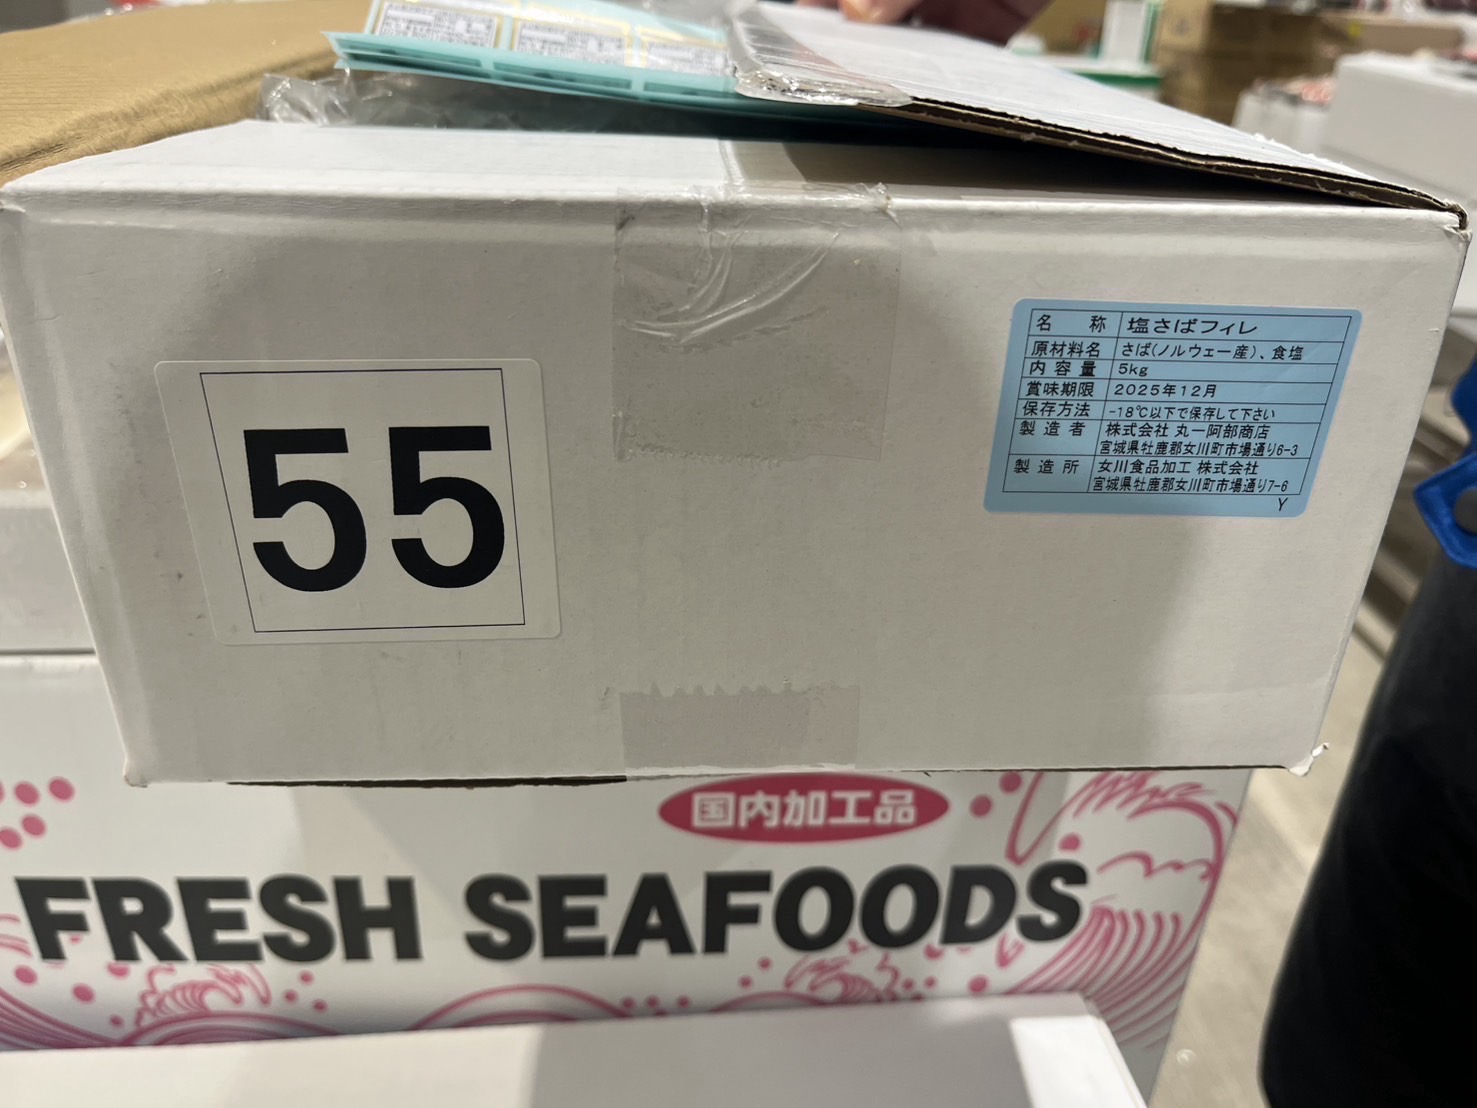 55
名称 塩さばフィレ
原材料名 さば(ノルウェー産)、食塩
内容量 5kg
賞味期限 2025年12月
保存方法 -18℃以下で保存して下さい
製造者 株式会社 丸一阿部商店
宮城県牡鹿郡女川町市場通り6-3
製造所 女川食品加工 株式会社
宮城県牡鹿郡女川町市場通り7-6
Y
国内加工品
FRESH SEAFOODS